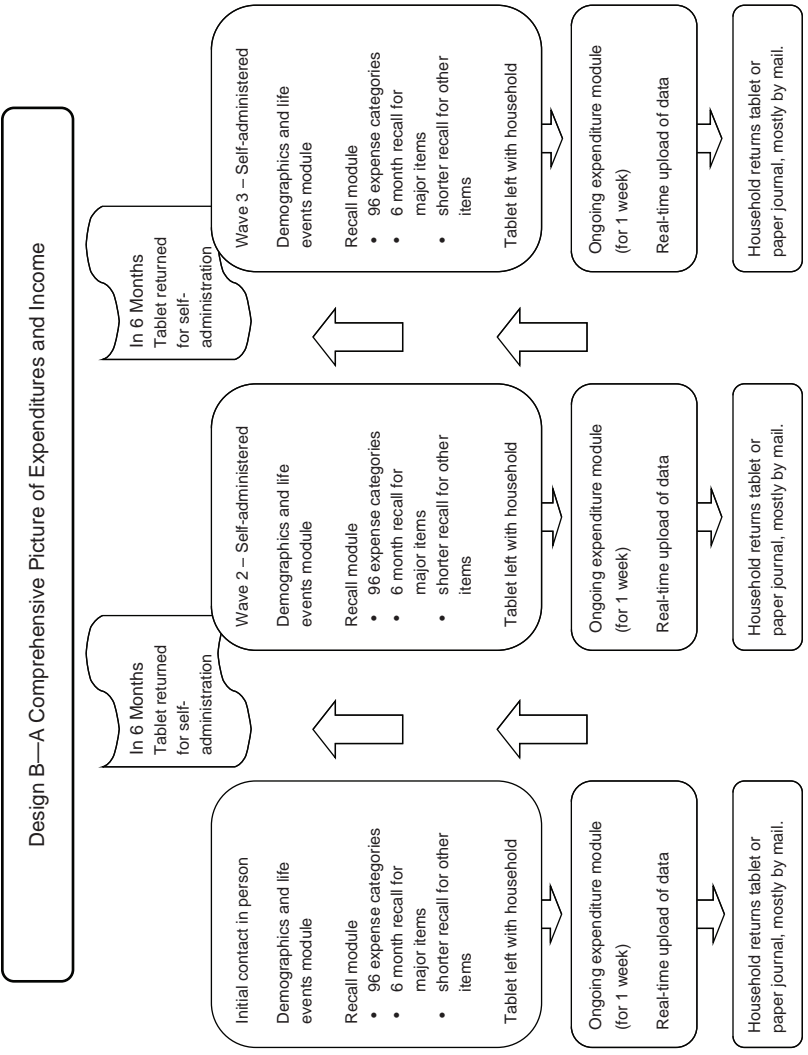 Design B—A Comprehensive Picture of Expenditures and Income
Initial contact in person
Demographics and life
events module
Recall module
• 96 expense categories
• 6 month recall for
major items
• shorter recall for other
items
Tablet left with household
Ongoing expenditure module
(for 1 week)
Real-time upload of data
Household returns tablet or
paper journal, mostly by mail.
In 6 Months
Tablet returned
for self-
administration
Wave 2 – Self-administered
Demographics and life
events module
Recall module
• 96 expense categories
• 6 month recall for
major items
• shorter recall for other
items
Tablet left with household
Ongoing expenditure module
(for 1 week)
Real-time upload of data
Household returns tablet or
paper journal, mostly by mail.
In 6 Months
Tablet returned
for self-
administration
Wave 3 – Self-administered
Demographics and life
events module
Recall module
• 96 expense categories
• 6 month recall for
major items
• shorter recall for other
items
Tablet left with household
Ongoing expenditure module
(for 1 week)
Real-time upload of data
Household returns tablet or
paper journal, mostly by mail.